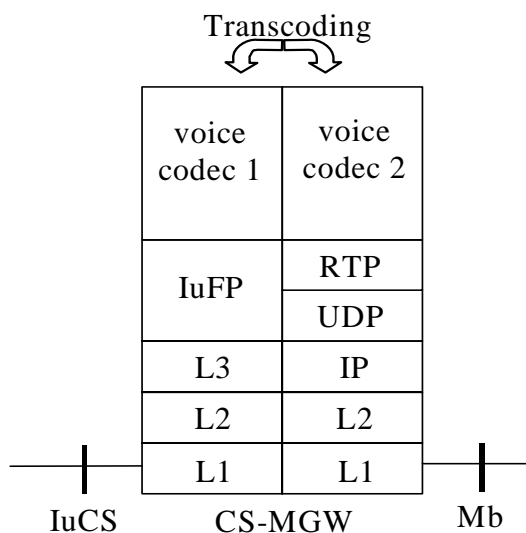 Transcoding
voice
codec 1
voice
codec 2
IuFP
RTP
UDP
L3
IP
L2
L2
L1
L1
IuCS
CS-MGW
Mb